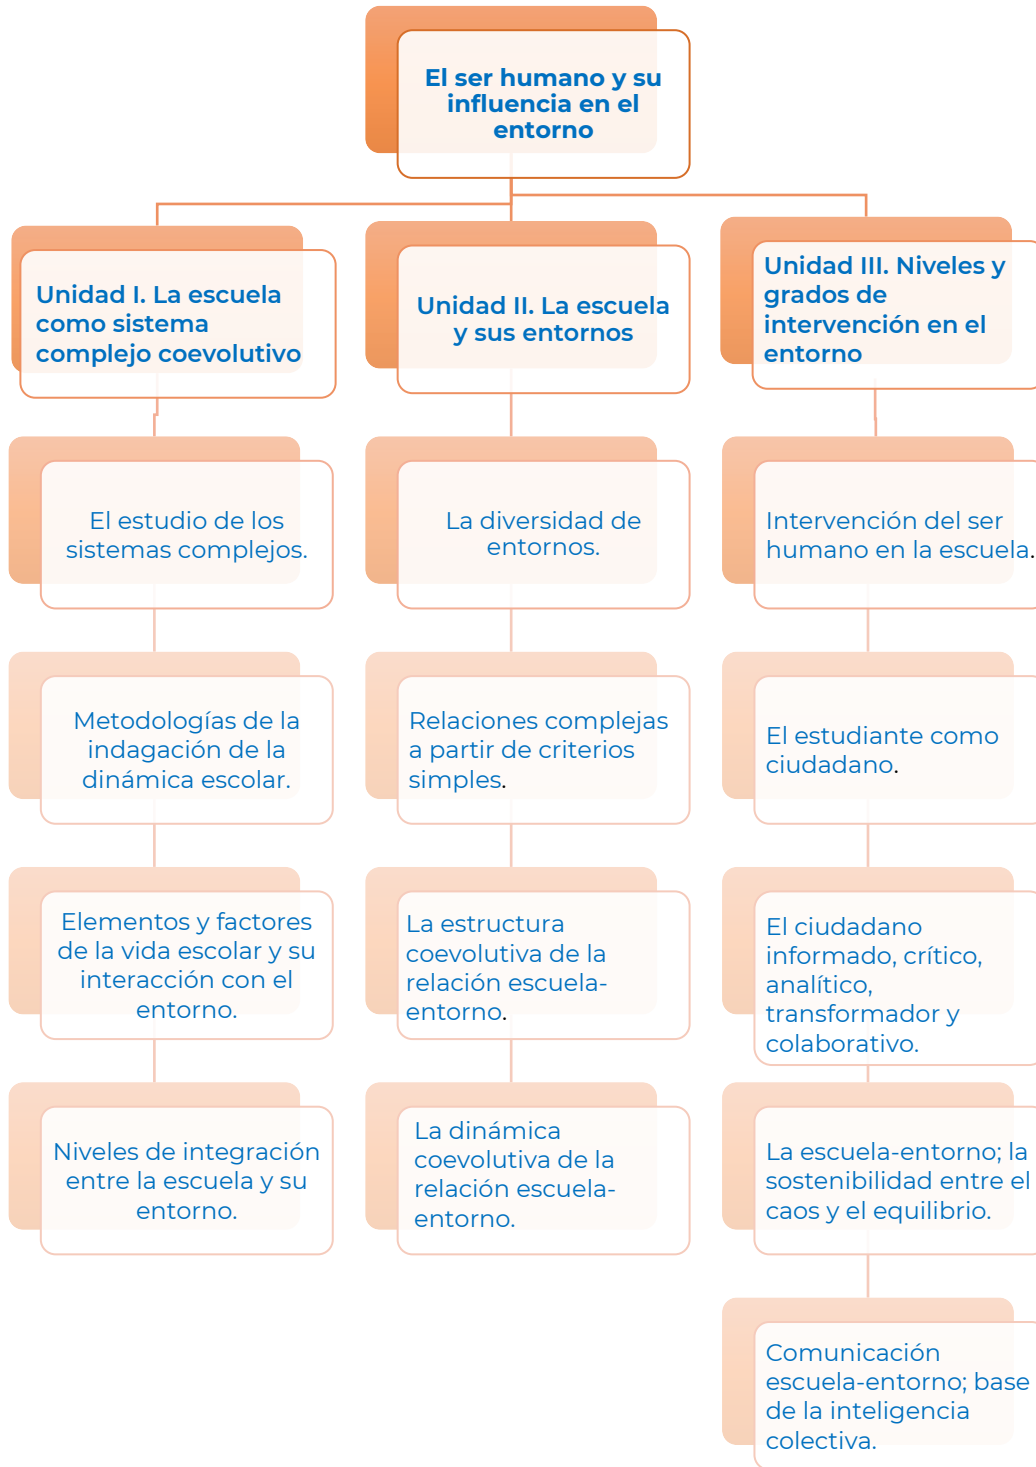 El ser humano y su
influencia en el
entorno
Unidad I. La escuela
como sistema
complejo coevolutivo
El estudio de los
sistemas complejos.
Metodologías de la
indagación de la
dinámica escolar.
Elementos y factores
de la vida escolar y su
interacción con el
entorno.
Niveles de integración
entre la escuela y su
entorno.
Unidad II. La escuela
y sus entornos
La diversidad de
entornos.
Relaciones complejas
a partir de criterios
simples.
La estructura
coevolutiva de la
relación escuela-
entorno.
La dinámica
coevolutiva de la
relación escuela-
entorno.
Unidad III. Niveles y
grados de
intervención en el
entorno
Intervención del ser
humano en la escuela.
El estudiante como
ciudadano.
El ciudadano
informado, crítico,
analítico,
transformador y
colaborativo.
La escuela-entorno; la
sostenibilidad entre el
caos y el equilibrio.
Comunicación
escuela-entorno; base
de la inteligencia
colectiva.